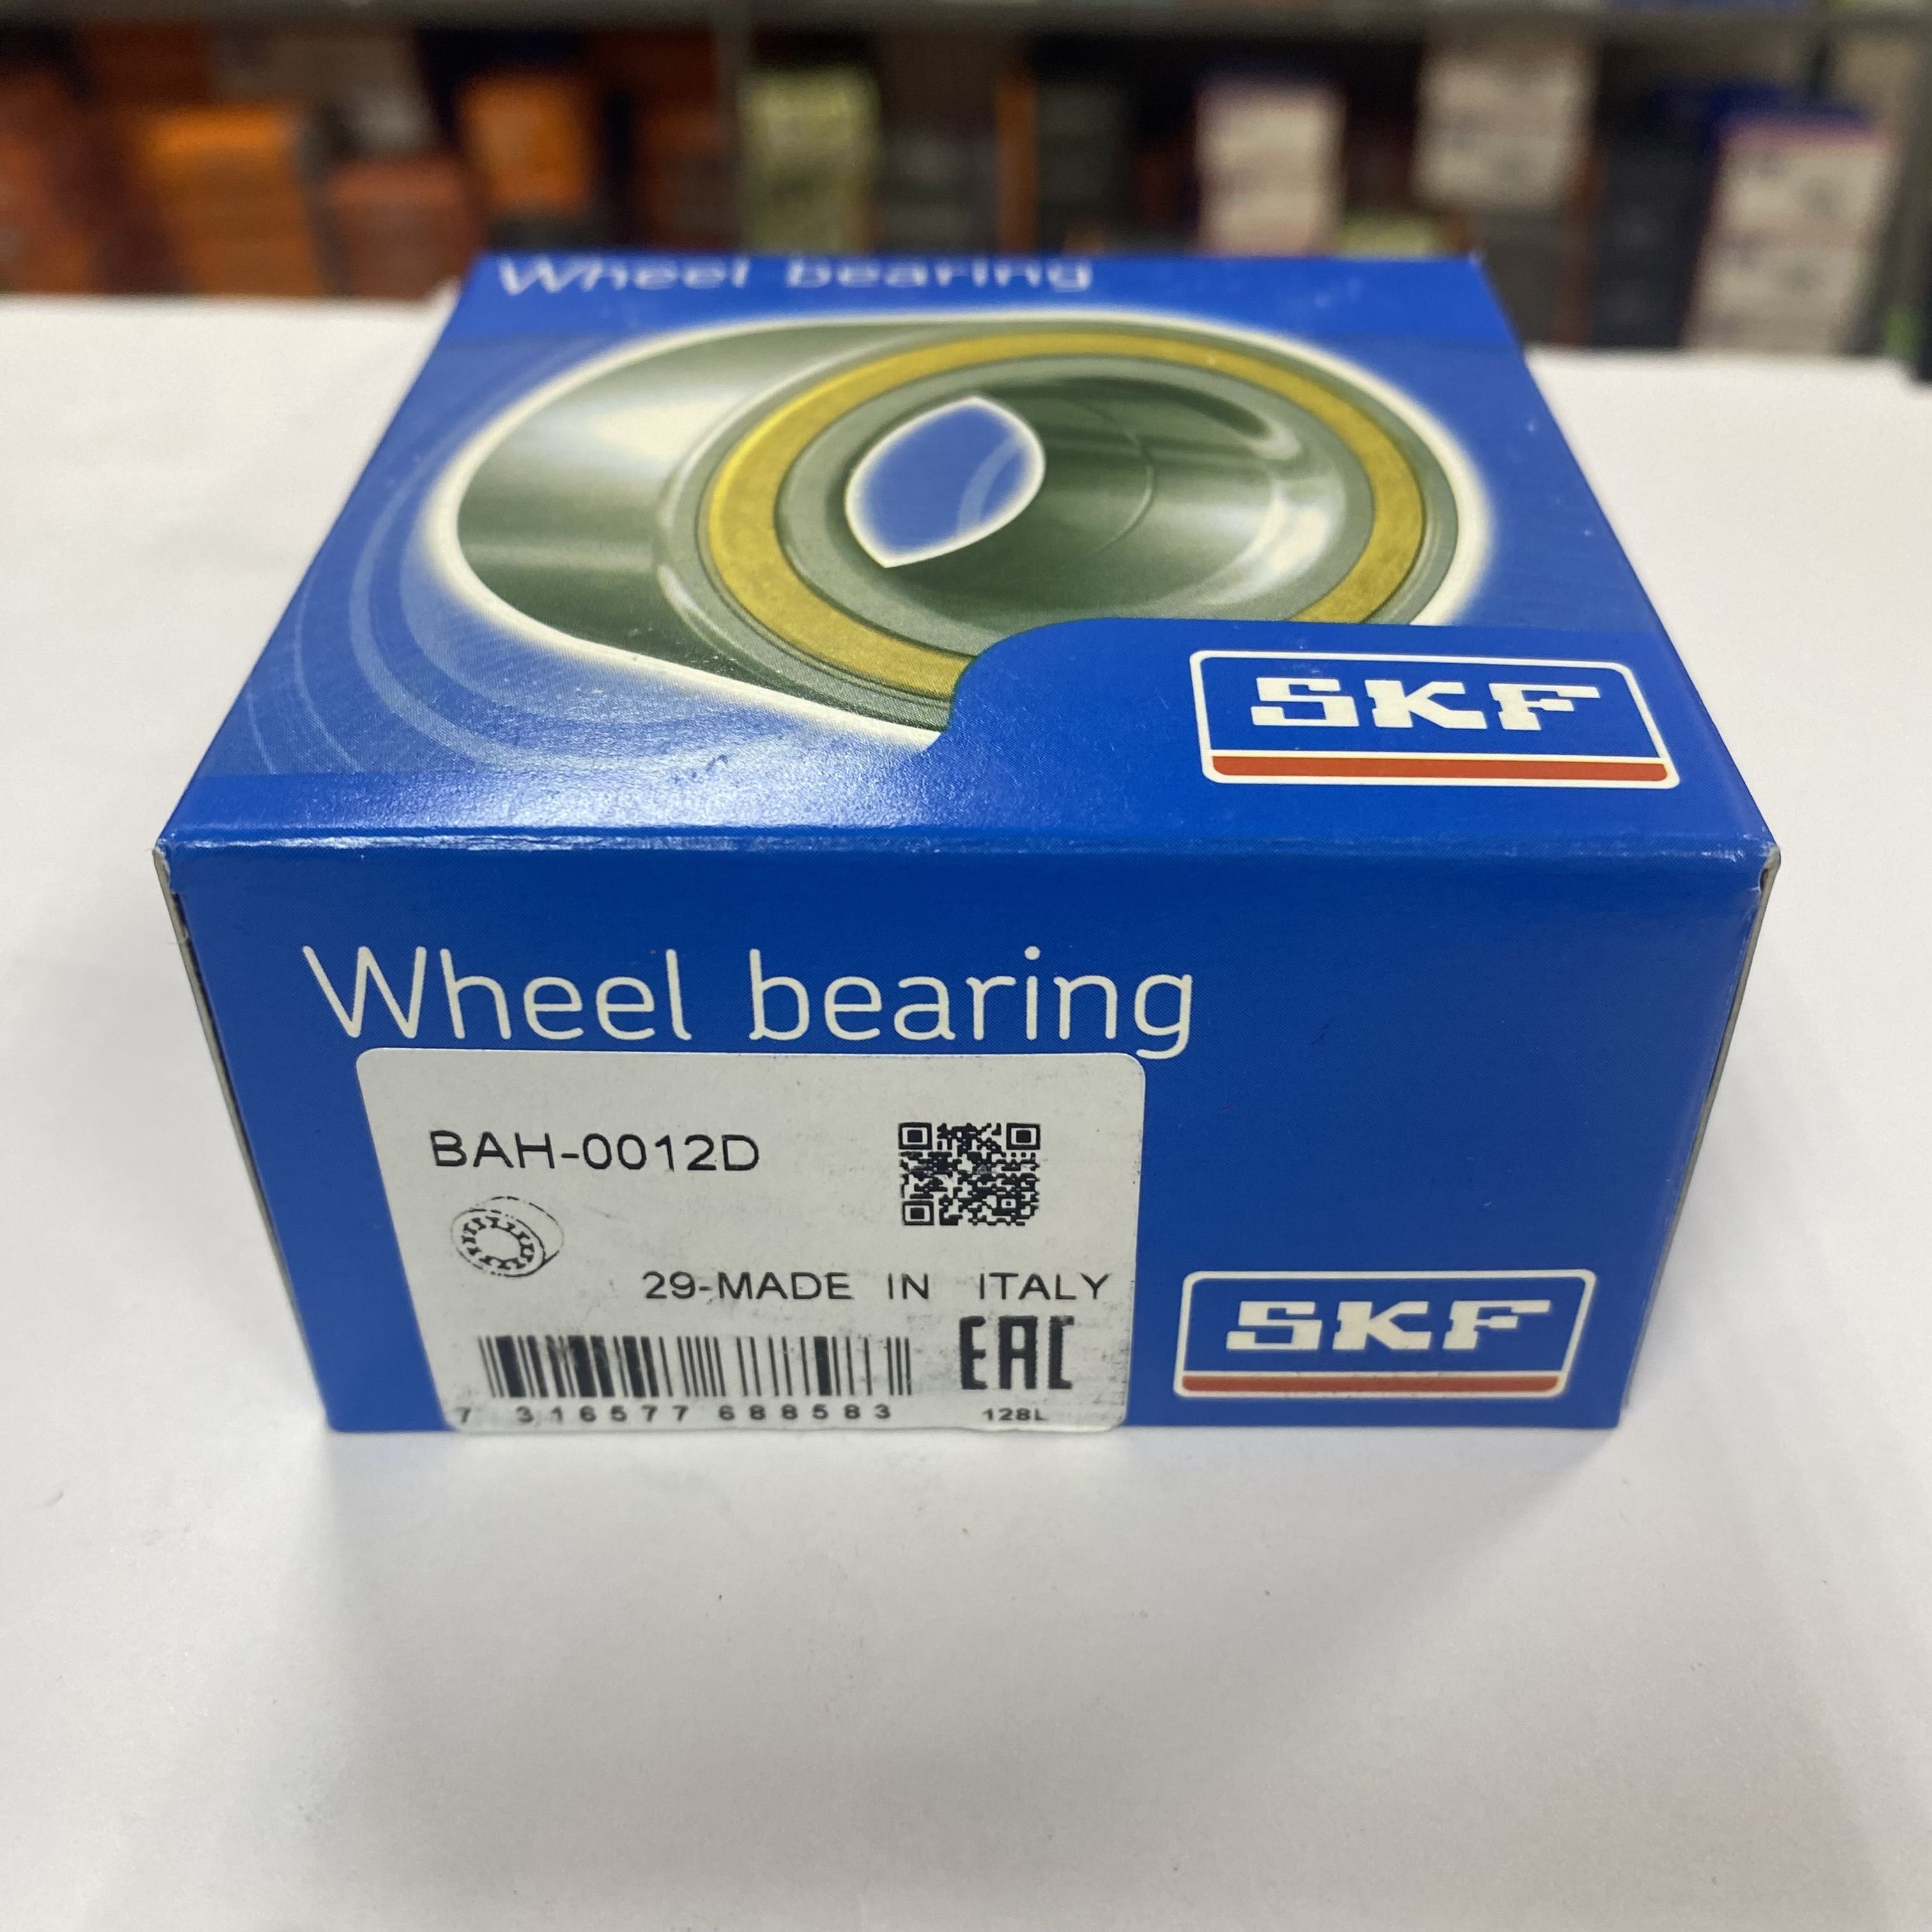 Wheel bearing
SKF
Wheel bearing
BAH-0012D
29-MADE IN ITALY
EAC
7 316577 688583
128L
SKF